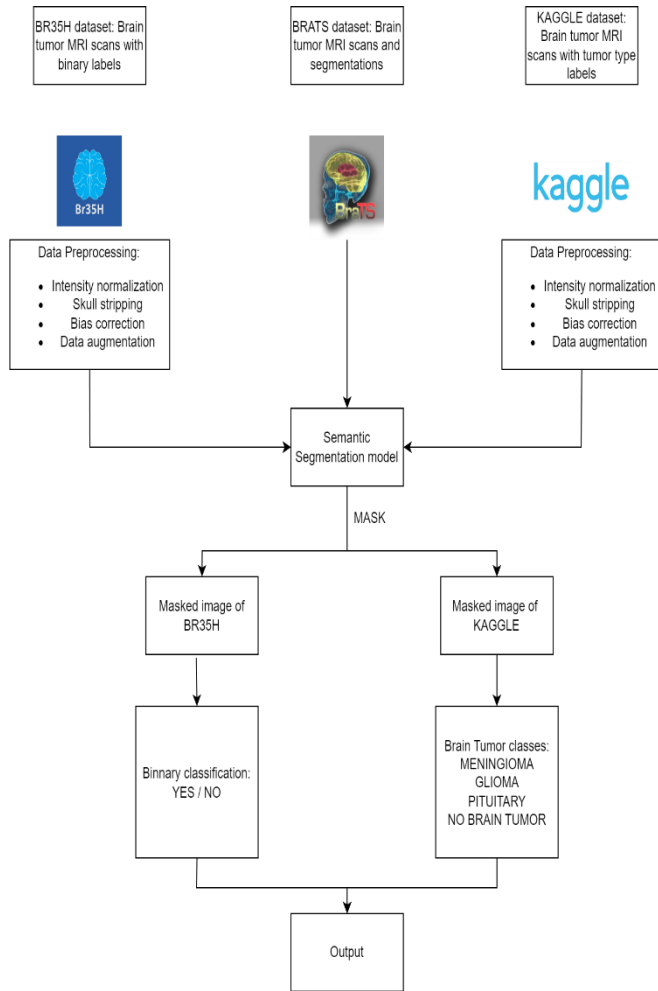 BR35H dataset: Brain
tumor MRI scans with
binary labels
BRATS dataset: Brain
tumor MRI scans and
segmentations
KAGGLE dataset:
Brain tumor MRI
scans with tumor type
labels
Br35H
BraTS
kaggle
Data Preprocessing:
• Intensity normalization
• Skull stripping
• Bias correction
• Data augmentation
Data Preprocessing:
• Intensity normalization
• Skull stripping
• Bias correction
• Data augmentation
Semantic
Segmentation model
MASK
Masked image of
BR35H
Masked image of
KAGGLE
Binnary classification:
YES / NO
Brain Tumor classes:
MENINGIOMA
GLIOMA
PITUITARY
NO BRAIN TUMOR
Output